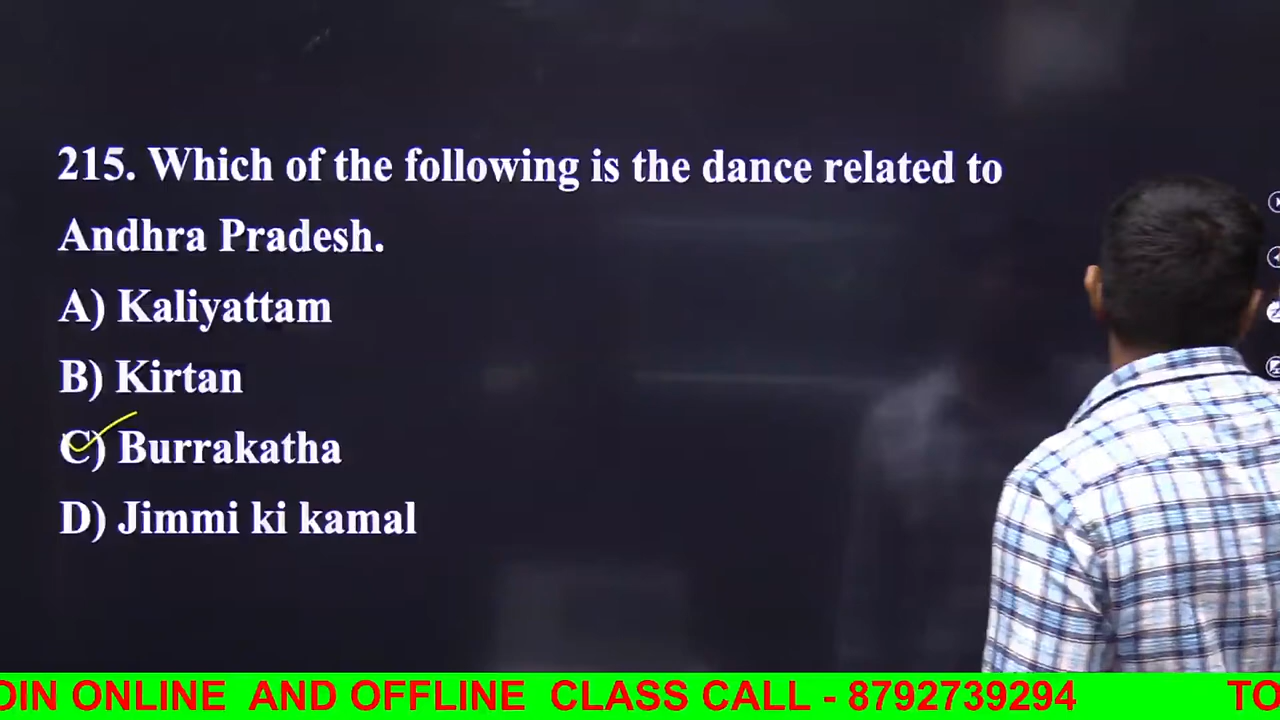 215. Which of the following is the dance related to
Andhra Pradesh.
A) Kaliyattam
B) Kirtan
C) Burrakatha
D) Jimmi ki kamal
OIN ONLINE AND OFFLINE CLASS CALL - 8792739294 TO